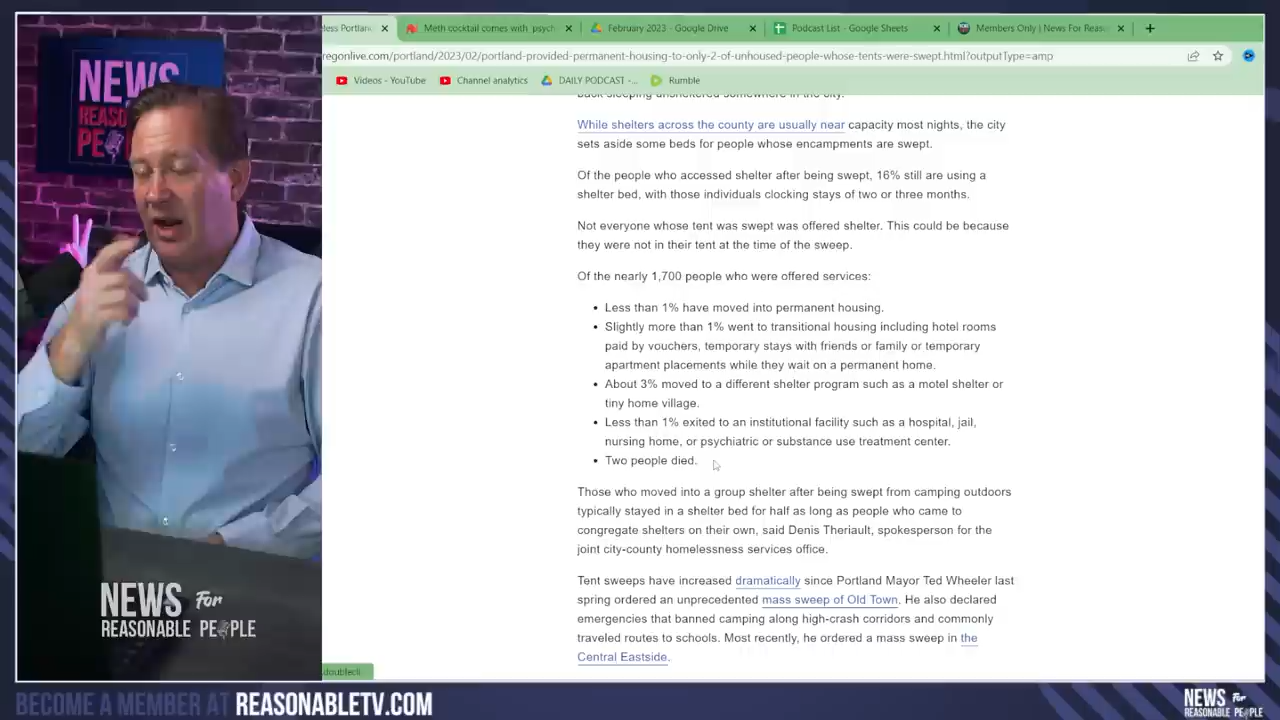 eless Portlan
Meth cocktail comes with 'psych
February 2023 - Google Drive
Podcast List - Google Sheets
Members Only | News For Reaso
regonlive.com/portland/2023/02/portland-provided-permanent-housing-to-only-2-of-unhoused-people-whose-tents-were-swept.html?outputType=amp
Videos - YouTube
Channel analytics
DAILY PODCAST -...
Rumble
NEWS
REASO
PEO
back sleeping unsheltered somewhere in the city.
While shelters across the county are usually near capacity most nights, the city
sets aside some beds for people whose encampments are swept.
Of the people who accessed shelter after being swept, 16% still are using a
shelter bed, with those individuals clocking stays of two or three months.
Not everyone whose tent was swept was offered shelter. This could be because
they were not in their tent at the time of the sweep.
Of the nearly 1,700 people who were offered services:
• Less than 1% have moved into permanent housing.
• Slightly more than 1% went to transitional housing including hotel rooms
paid by vouchers, temporary stays with friends or family or temporary
apartment placements while they wait on a permanent home.
• About 3% moved to a different shelter program such as a motel shelter or
tiny home village.
• Less than 1% exited to an institutional facility such as a hospital, jail,
nursing home, or psychiatric or substance use treatment center.
• Two people died.
Those who moved into a group shelter after being swept from camping outdoors
typically stayed in a shelter bed for half as long as people who came to
congregate shelters on their own, said Denis Theriault, spokesperson for the
joint city-county homelessness services office.
Tent sweeps have increased dramatically since Portland Mayor Ted Wheeler last
spring ordered an unprecedented mass sweep of Old Town. He also declared
emergencies that banned camping along high-crash corridors and commonly
traveled routes to schools. Most recently, he ordered a mass sweep in the
Central Eastside.
NEWS For
REASONABLE PEOPLE
BECOME A MEMBER AT REASONABLETV.COM
NEWS For
REASONABLE PEOPLE